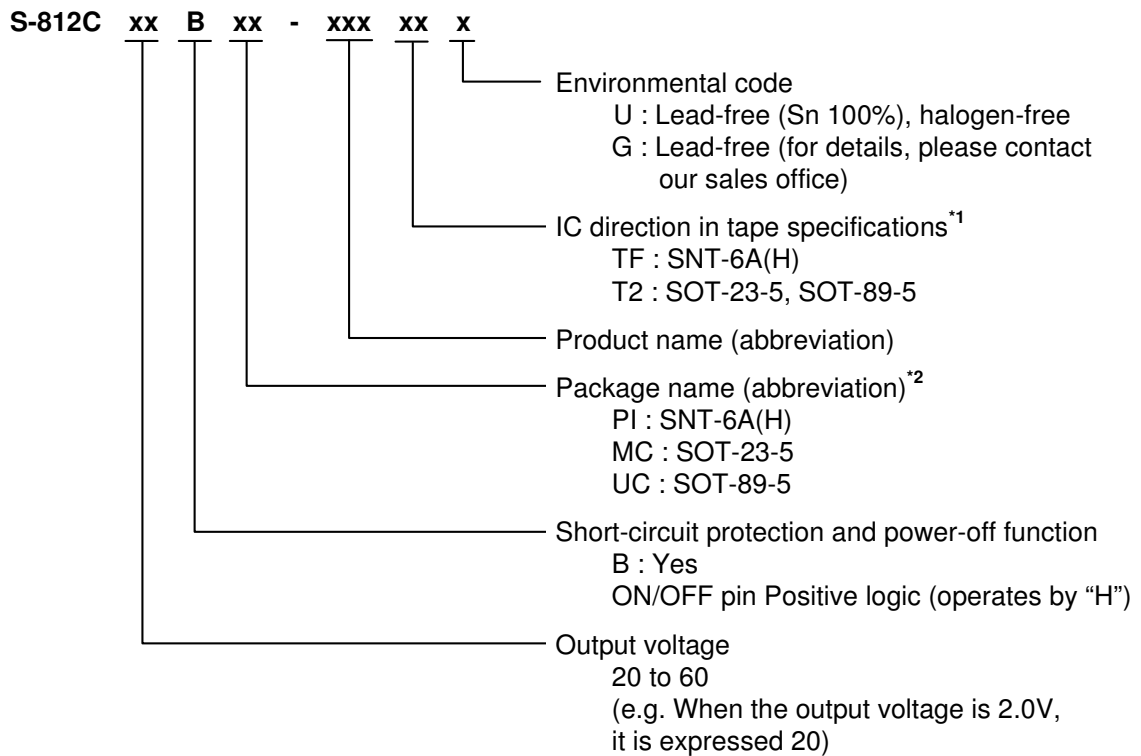 S-812C xx B xx - xxx xx x
Environmental code
U : Lead-free (Sn 100%), halogen-free
G : Lead-free (for details, please contact
our sales office)
IC direction in tape specifications*1
TF : SNT-6A(H)
T2 : SOT-23-5, SOT-89-5
Product name (abbreviation)
Package name (abbreviation)*2
PI : SNT-6A(H)
MC : SOT-23-5
UC : SOT-89-5
Short-circuit protection and power-off function
B : Yes
ON/OFF pin Positive logic (operates by “H”)
Output voltage
20 to 60
(e.g. When the output voltage is 2.0V,
it is expressed 20)